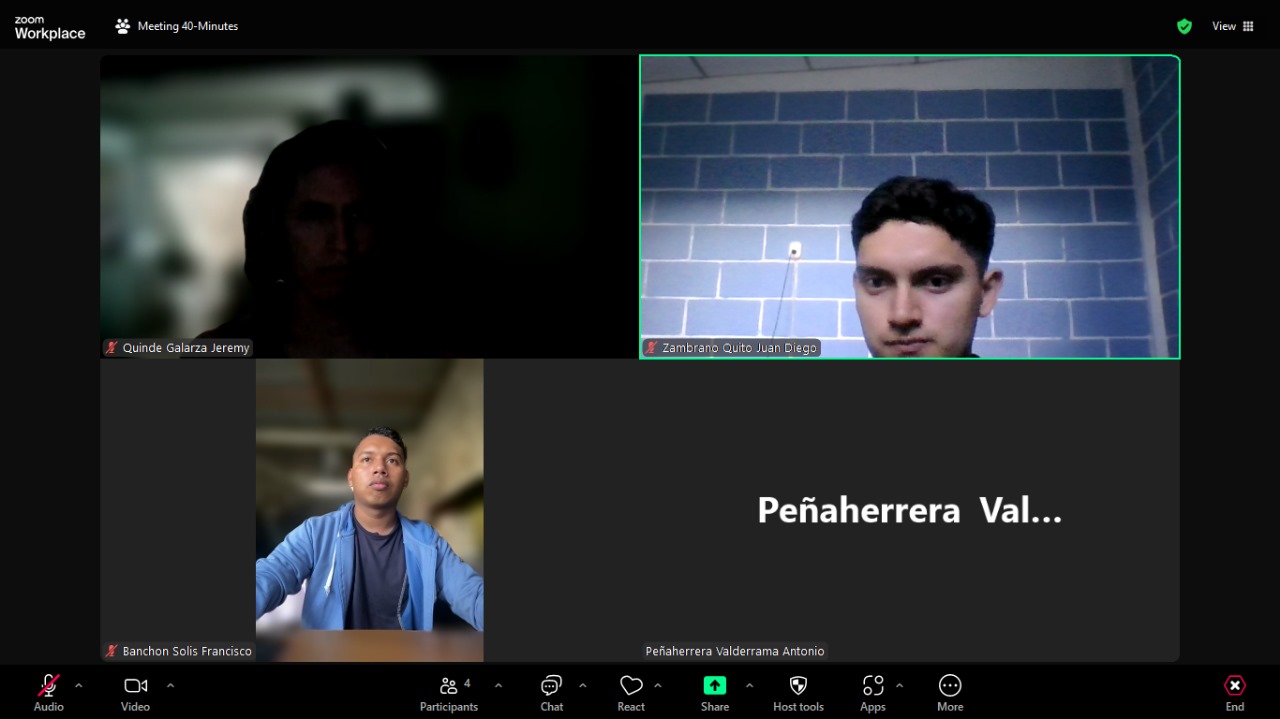 zoom
Workplace
Meeting 40-Minutes
View
Quinde Galarza Jeremy
Zambrano Quito Juan Diego
Peñaherrera Val...
Banchon Solis Francisco
Peñaherrera Valderrama Antonio
Audio
Video
4
Participants
Chat
React
Share
Host tools
Apps
More
End